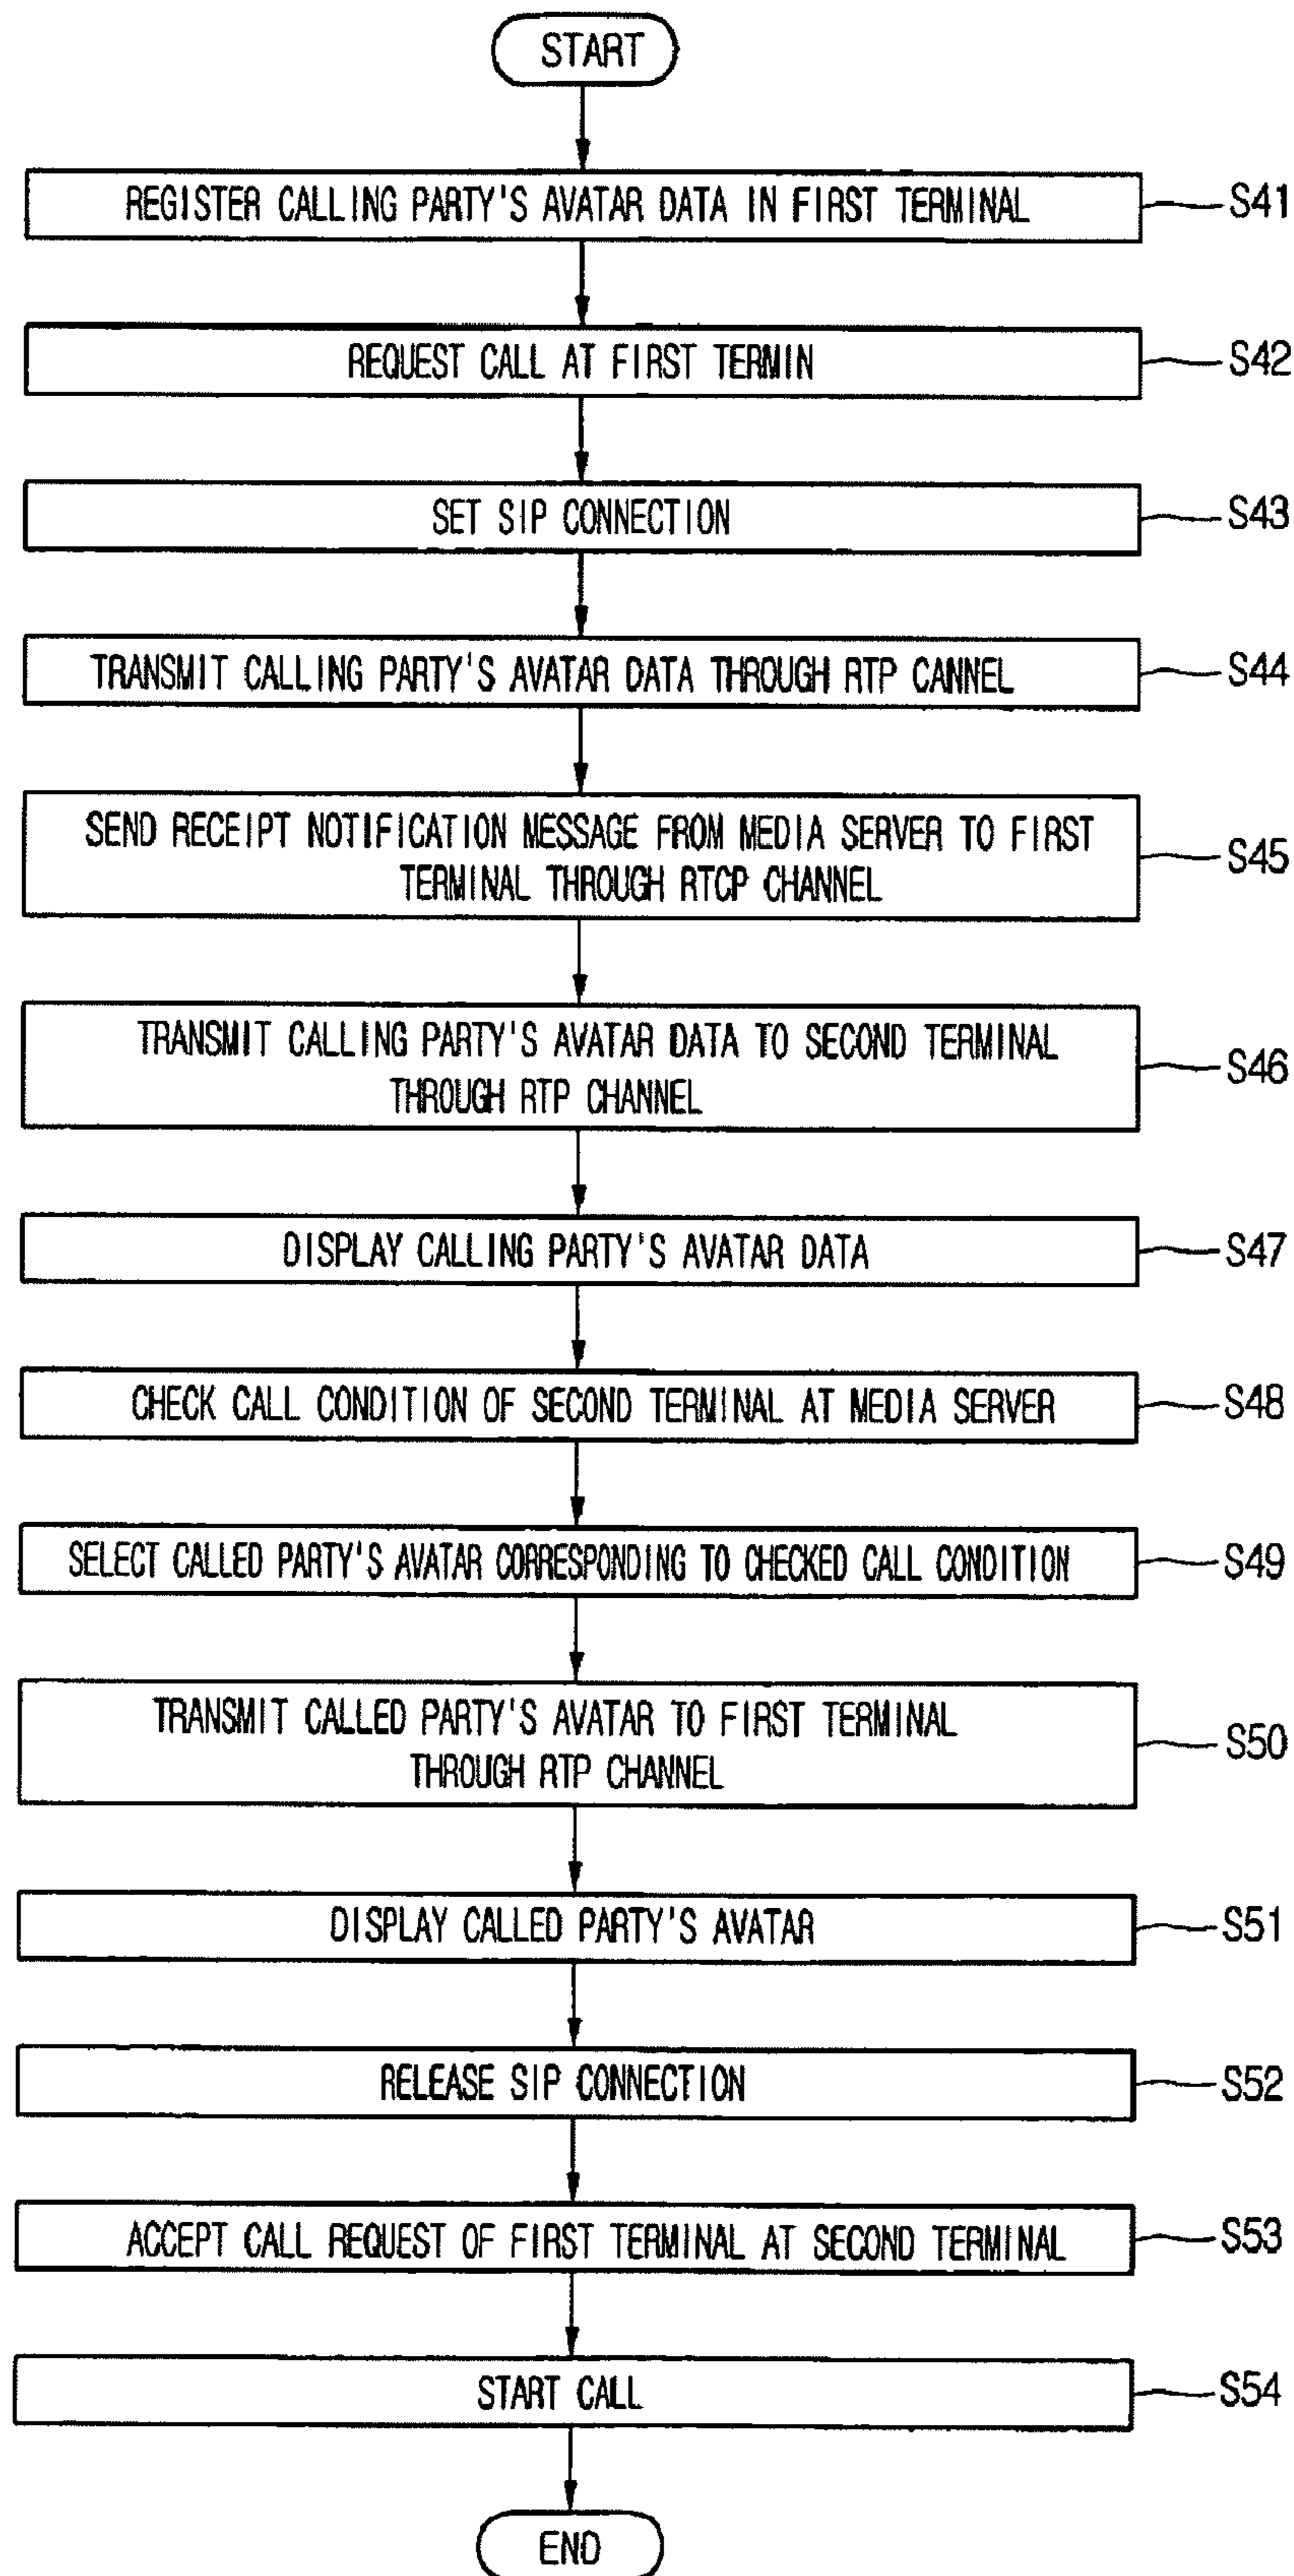 START
REGISTER CALLING PARTY'S AVATAR DATA IN FIRST TERMINAL
S41
REQUEST CALL AT FIRST TERMIN
S42
SET SIP CONNECTION
S43
TRANSMIT CALLING PARTY'S AVATAR DATA THROUGH RTP CANNEL
S44
SEND RECEIPT NOTIFICATION MESSAGE FROM MEDIA SERVER TO FIRST
TERMINAL THROUGH RTCP CHANNEL
S45
TRANSMIT CALLING PARTY'S AVATAR DATA TO SECOND TERMINAL
THROUGH RTP CHANNEL
S46
DISPLAY CALLING PARTY'S AVATAR DATA
S47
CHECK CALL CONDITION OF SECOND TERMINAL AT MEDIA SERVER
S48
SELECT CALLED PARTY'S AVATAR CORRESPONDING TO CHECKED CALL CONDITION
S49
TRANSMIT CALLED PARTY'S AVATAR TO FIRST TERMINAL
THROUGH RTP CHANNEL
S50
DISPLAY CALLED PARTY'S AVATAR
S51
RELEASE SIP CONNECTION
S52
ACCEPT CALL REQUEST OF FIRST TERMINAL AT SECOND TERMINAL
S53
START CALL
S54
END